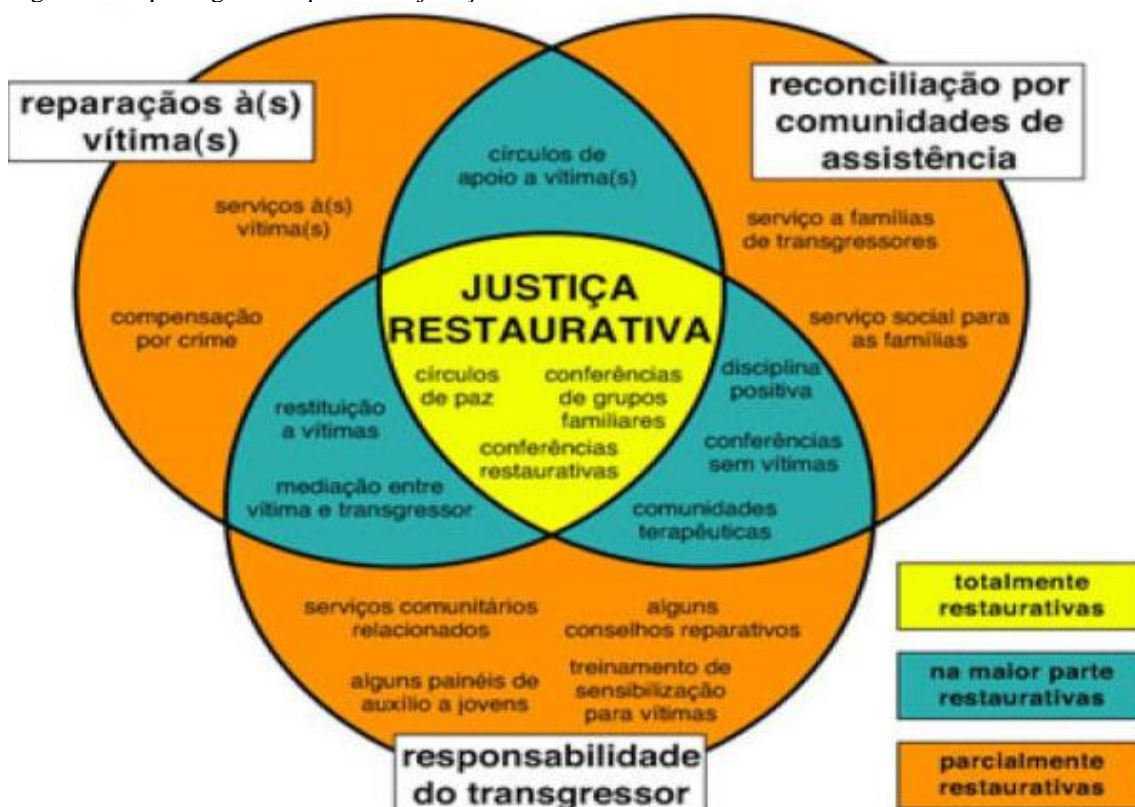 reparaçãos à(s)
vítima(s)
reconciliação por
comunidades de
assistência
círculos de
apoio a vítima(s)
serviços à(s)
vítima(s)
serviço a famílias
de transgressores
compensação
por crime
serviço social para
as famílias
JUSTIÇA
RESTAURATIVA
círculos
de paz
conferências
de grupos
familiares
conferências
restaurativas
disciplina
positiva
restituição
a vítimas
conferências
sem vítimas
mediação entre
vítima e transgressor
comunidades
terapêuticas
serviços comunitários
relacionados
alguns
conselhos reparativos
alguns painéis de
auxílio a jovens
treinamento de
sensibilização
para vítimas
responsabilidade
do transgressor
totalmente
restaurativas
na maior parte
restaurativas
parcialmente
restaurativas